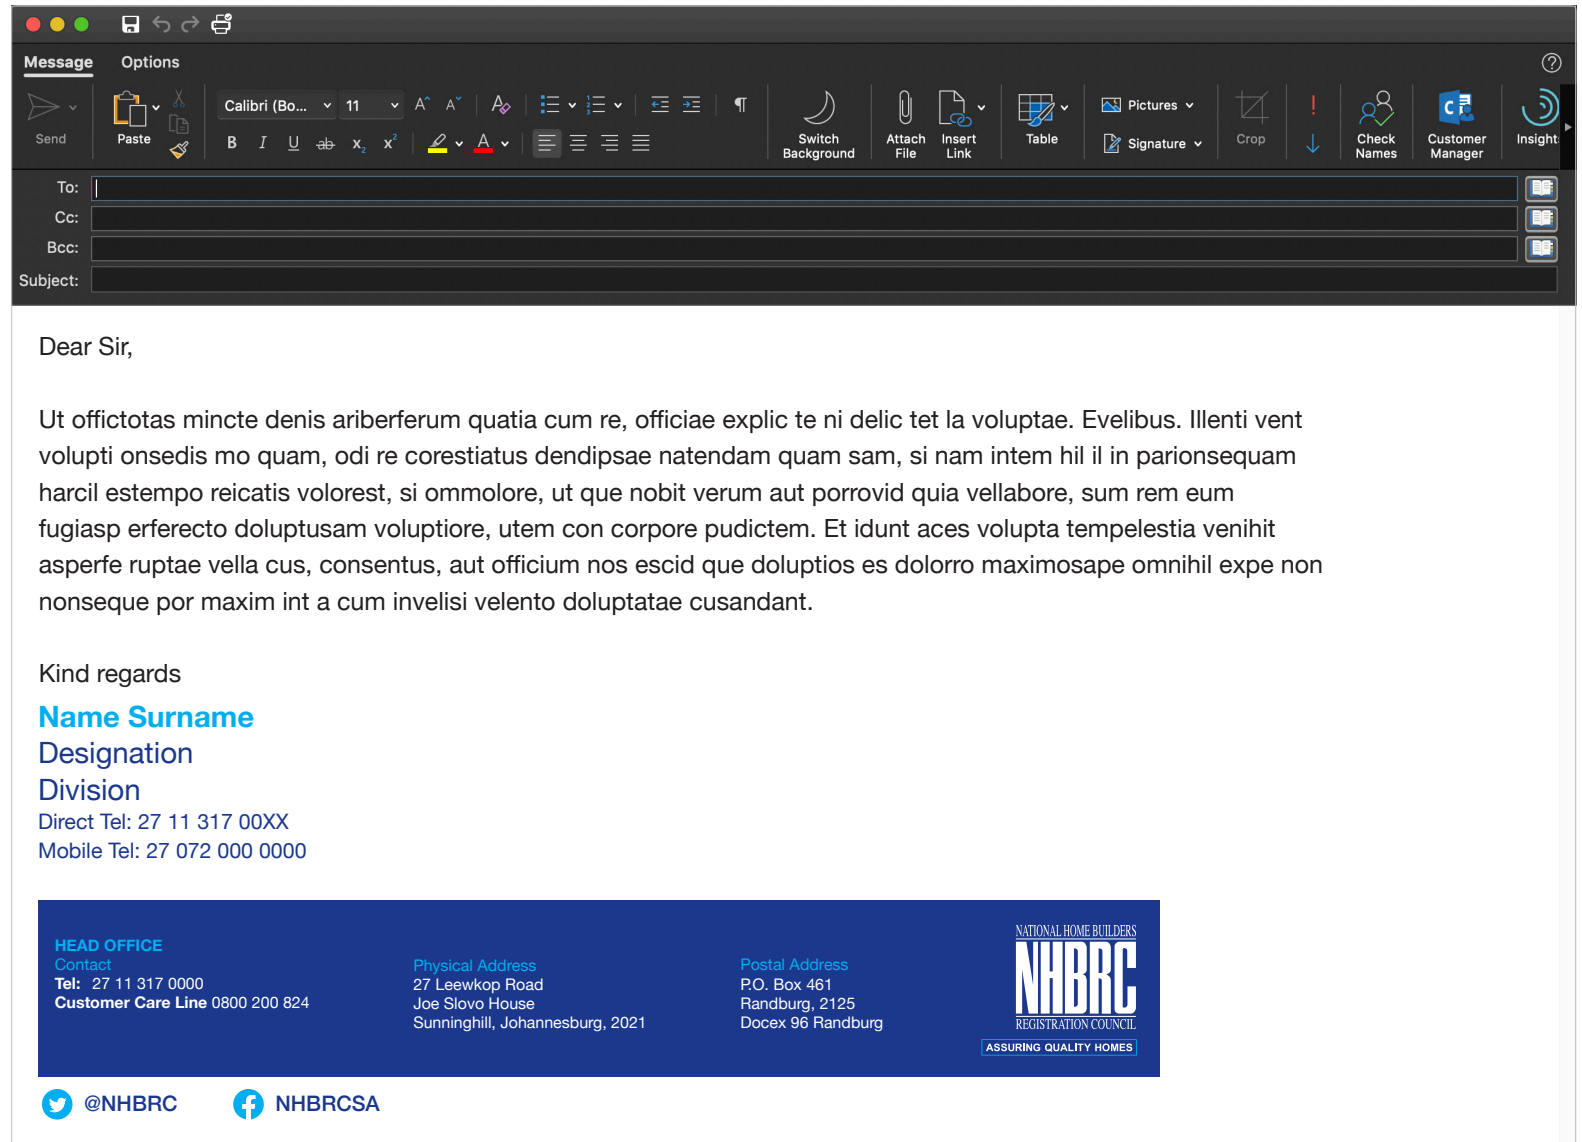 Message Options
Send
Paste
Calibri (Bo... 11
B I U ab x₂ x²
Switch Background
Attach File
Insert Link
Table
Pictures
Signature
Crop
Check Names
Customer Manager
Insight
To:
Cc:
Bcc:
Subject:
Dear Sir,
Ut offictotas mincte denis ariberferum quatia cum re, officiae explic te ni delic tet la voluptae. Evelibus. Illenti vent
volupti onsedis mo quam, odi re corestiatus dendipsae natendam quam sam, si nam intem hil il in parionsequam
harcil estempo reicatis volorest, si ommolore, ut que nobit verum aut porrovid quia vellabore, sum rem eum
fugiasp erferecto doluptusam voluptiore, utem con corpore pudictem. Et idunt aces volupta tempelestia venihit
asperfe ruptae vella cus, consentus, aut officium nos escid que doluptios es dolorro maximosape omnihil expe non
nonseque por maxim int a cum invelisi velento doluptatae cusandant.
Kind regards
Name Surname
Designation
Division
Direct Tel: 27 11 317 00XX
Mobile Tel: 27 072 000 0000
HEAD OFFICE
Contact
Tel: 27 11 317 0000
Customer Care Line 0800 200 824
Physical Address
27 Leewkop Road
Joe Slovo House
Sunninghill, Johannesburg, 2021
Postal Address
P.O. Box 461
Randburg, 2125
Docex 96 Randburg
NATIONAL HOME BUILDERS
NHBRC
REGISTRATION COUNCIL
ASSURING QUALITY HOMES
@NHBRC NHBRCSA